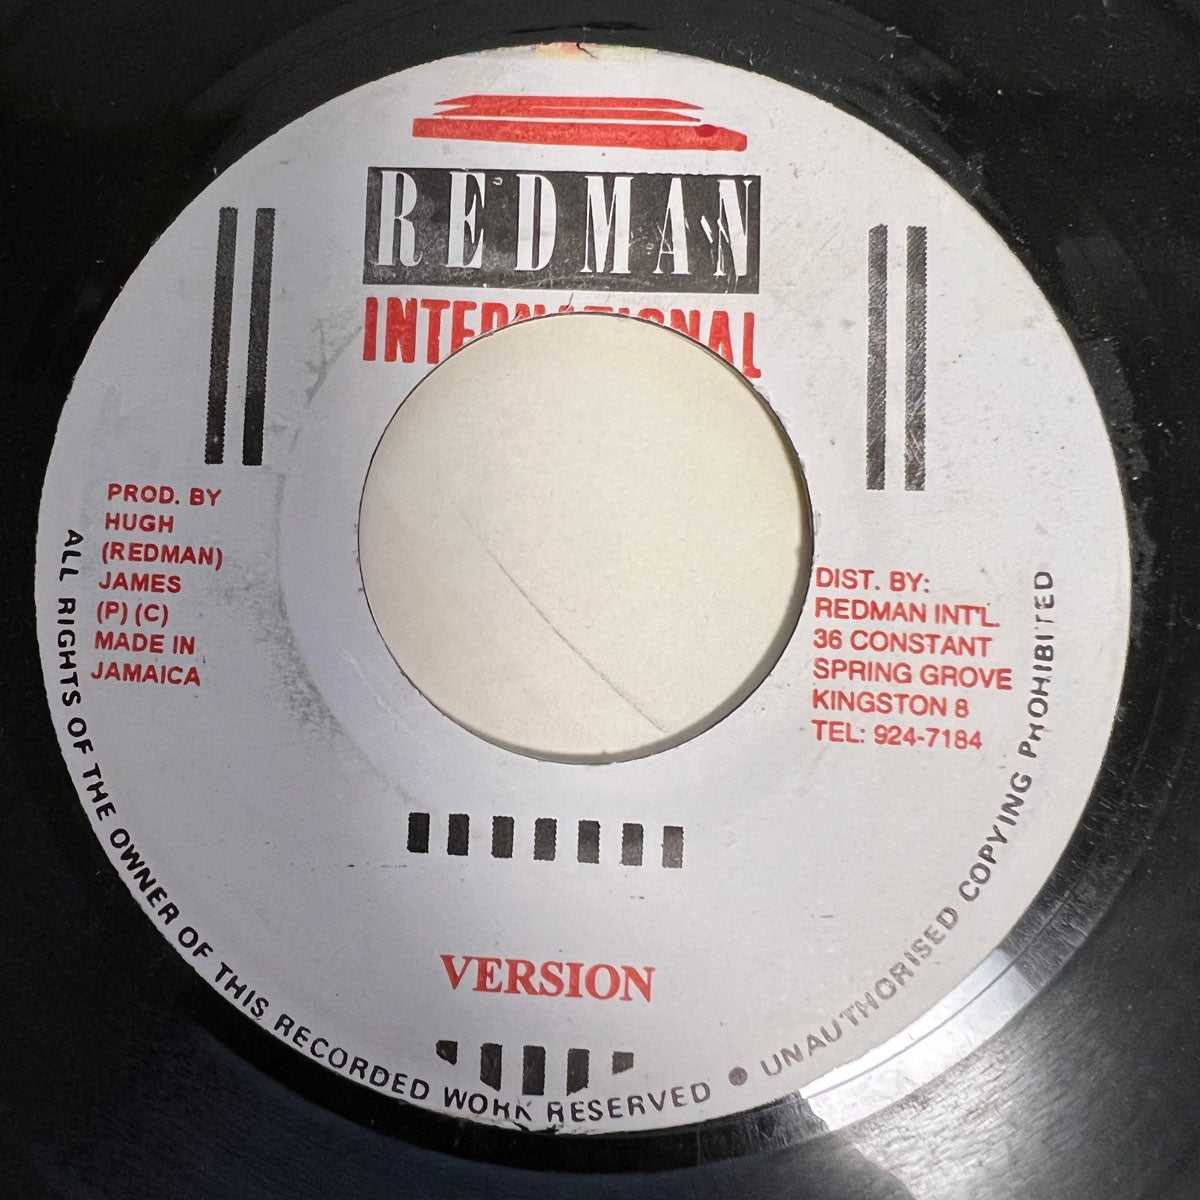 REDMAN
INTERNATIONAL
PROD. BY
HUGH
(REDMAN)
JAMES
(P) (C)
MADE IN
JAMAICA
DIST. BY:
REDMAN INT'L.
36 CONSTANT
SPRING GROVE
KINGSTON 8
TEL: 924-7184
VERSION
ALL RIGHTS OF THE OWNER OF THIS RECORDED WORK RESERVED ● UNAUTHORISED COPYING PROHIBITED